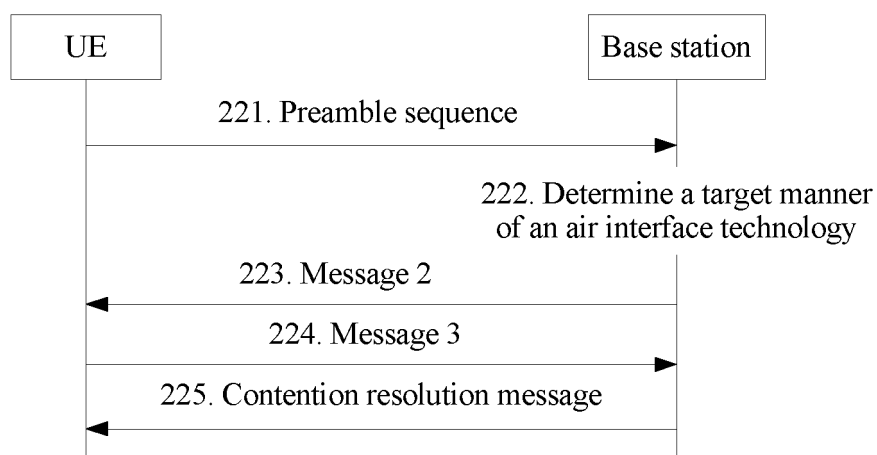 UE
Base station
221. Preamble sequence
222. Determine a target manner
of an air interface technology
223. Message 2
224. Message 3
225. Contention resolution message